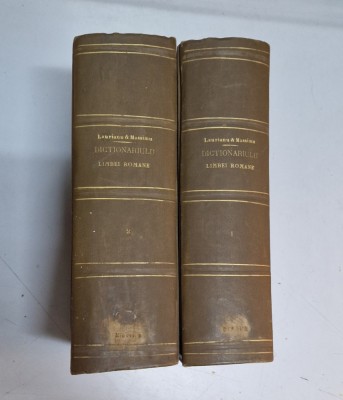 Laurianu & Massimu
DICTIONARIULU
LIMBEI ROMANE
Laurianu & Massimu
DICTIONARIULU
LIMBEI ROMANE